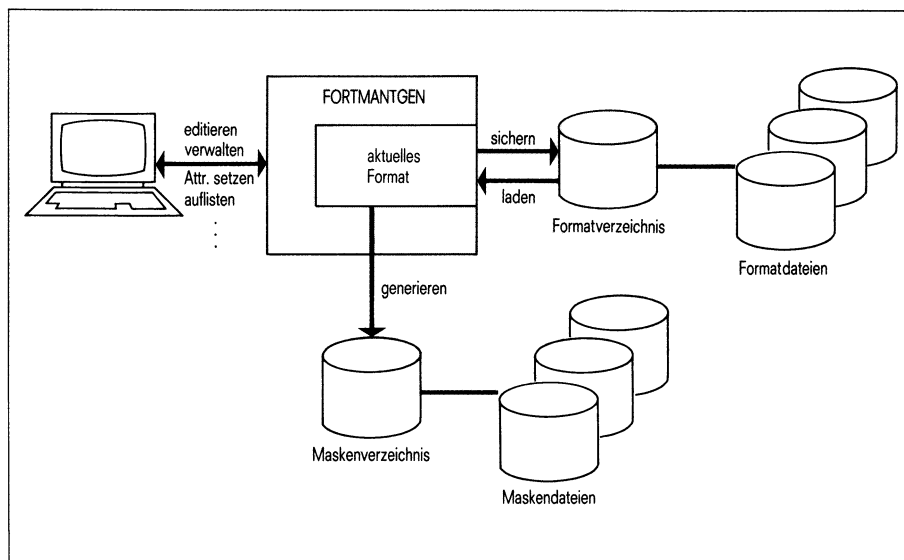 FORTMANTGEN
editieren
verwalten
Attr. setzen
auflisten
.
.
.
aktuelles
Format
sichern
laden
Formatverzeichnis
Formatdateien
generieren
Maskenverzeichnis
Maskendateien